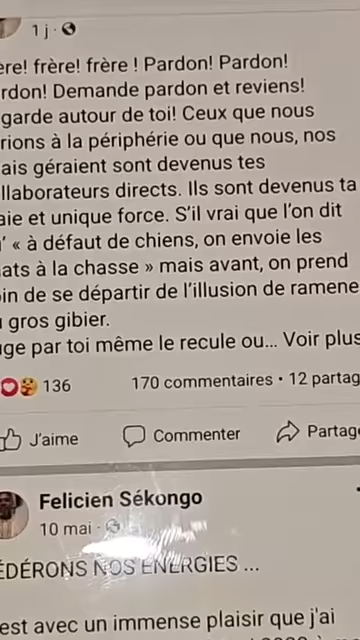 1 j
ère! frère! frère ! Pardon! Pardon!
rdon! Demande pardon et reviens!
garde autour de toi! Ceux que nous
rions à la périphérie ou que nous, nos
ais géraient sont devenus tes
llaborateurs directs. Ils sont devenus ta
aie et unique force. S'il vrai que l'on dit
' « à défaut de chiens, on envoie les
ats à la chasse » mais avant, on prend
in de se départir de l'illusion de ramene
gros gibier.
ge par toi même le recule ou... Voir plus
136 170 commentaires • 12 partag
J'aime Commenter Partage
Felicien Sékongo
10 mai
ÉDÉRONS NOS ENERGIES ...
est avec un immense plaisir que j'ai